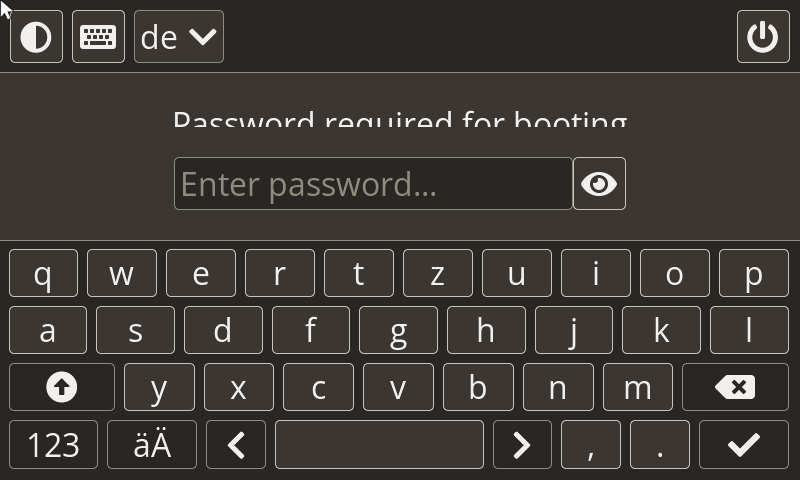 de
Password required for booting
Enter password...
q w e r t z u i o p
a s d f g h j k l
y x c v b n m
123 äÄ , .